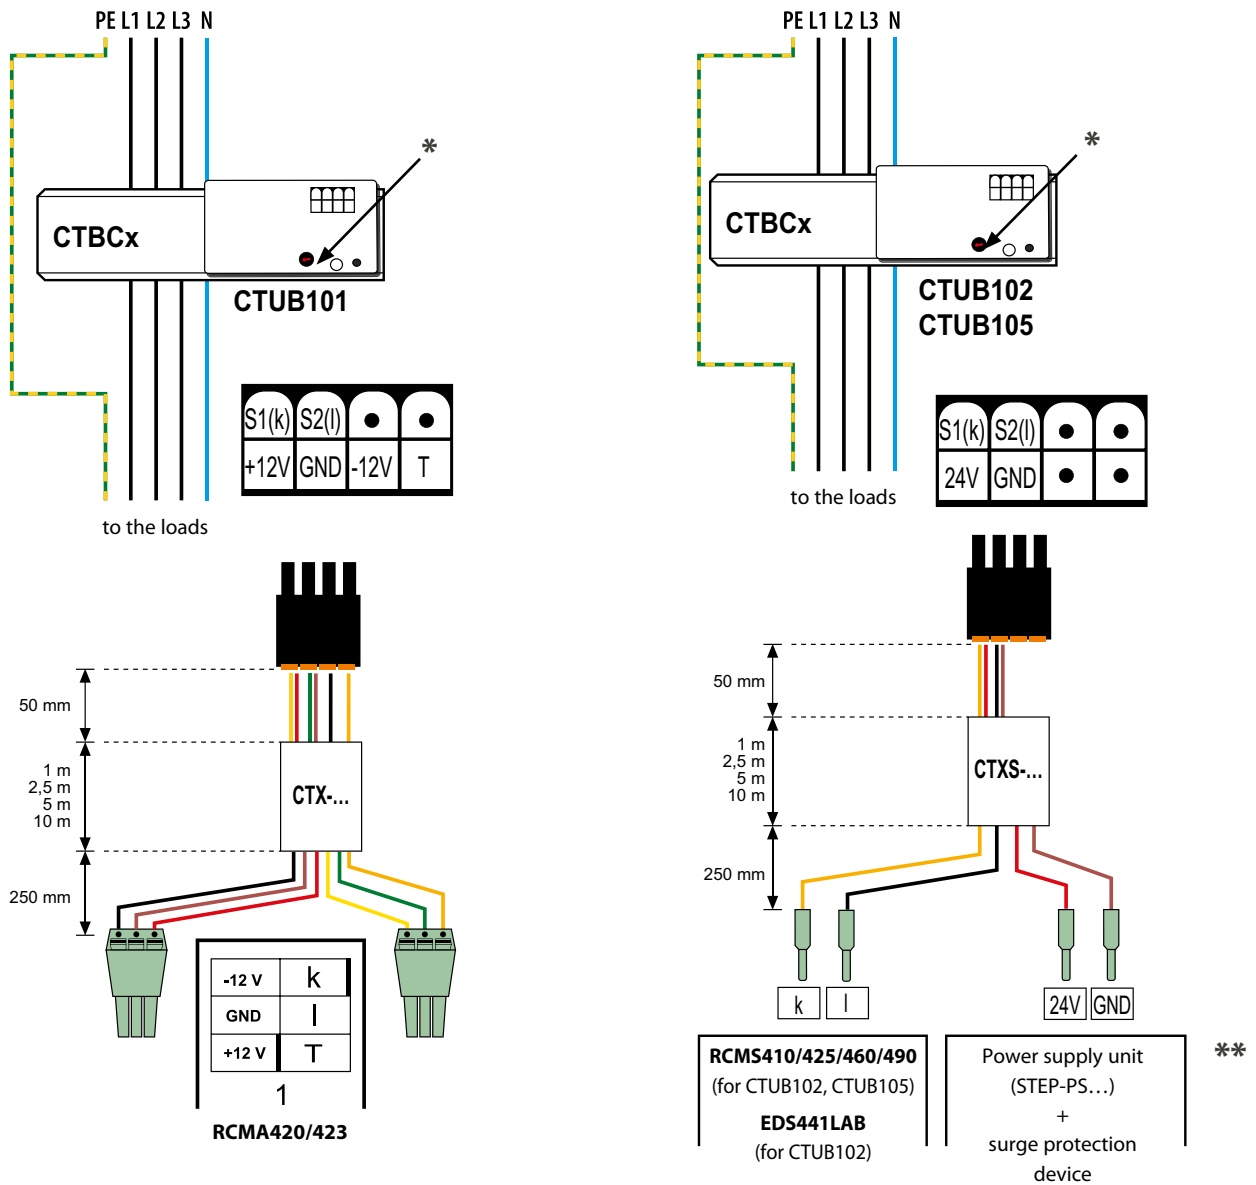 PE L1 L2 L3 N
*
CTBCx
CTUB101
S1(k) S2(l)
+12V GND -12V T
to the loads
50 mm
1 m
2,5 m
5 m
10 m
CTX-...
250 mm
-12 V k
GND l
+12 V T
1
RCMA420/423
PE L1 L2 L3 N
*
CTBCx
CTUB102
CTUB105
S1(k) S2(l)
24V GND
to the loads
50 mm
1 m
2,5 m
5 m
10 m
CTXS-...
250 mm
k l 24V GND
RCMS410/425/460/490
(for CTUB102, CTUB105)
EDS441LAB
(for CTUB102)
Power supply unit
(STEP-PS...)
+
surge protection
device
**